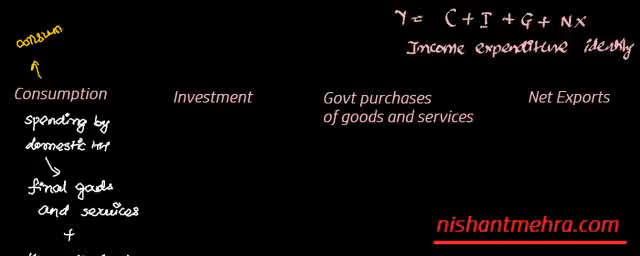 Y = C + I + G + NX
Income expenditure identity
consum
Consumption Investment Govt purchases of goods and services Net Exports
spending by
domestic HH
final goods
and services
+
nishantmehra.com